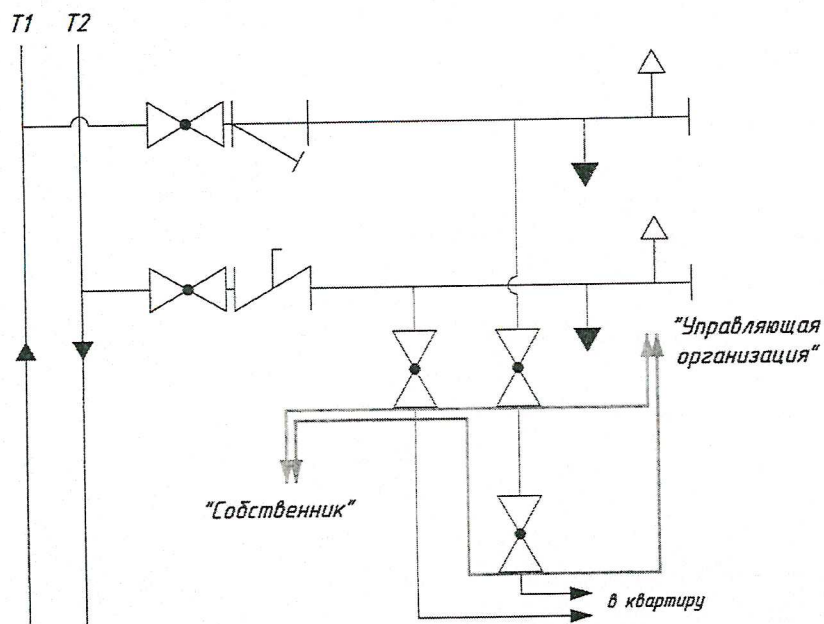 T1 T2
"Управляющая
организация"
"Собственник"
в квартиру